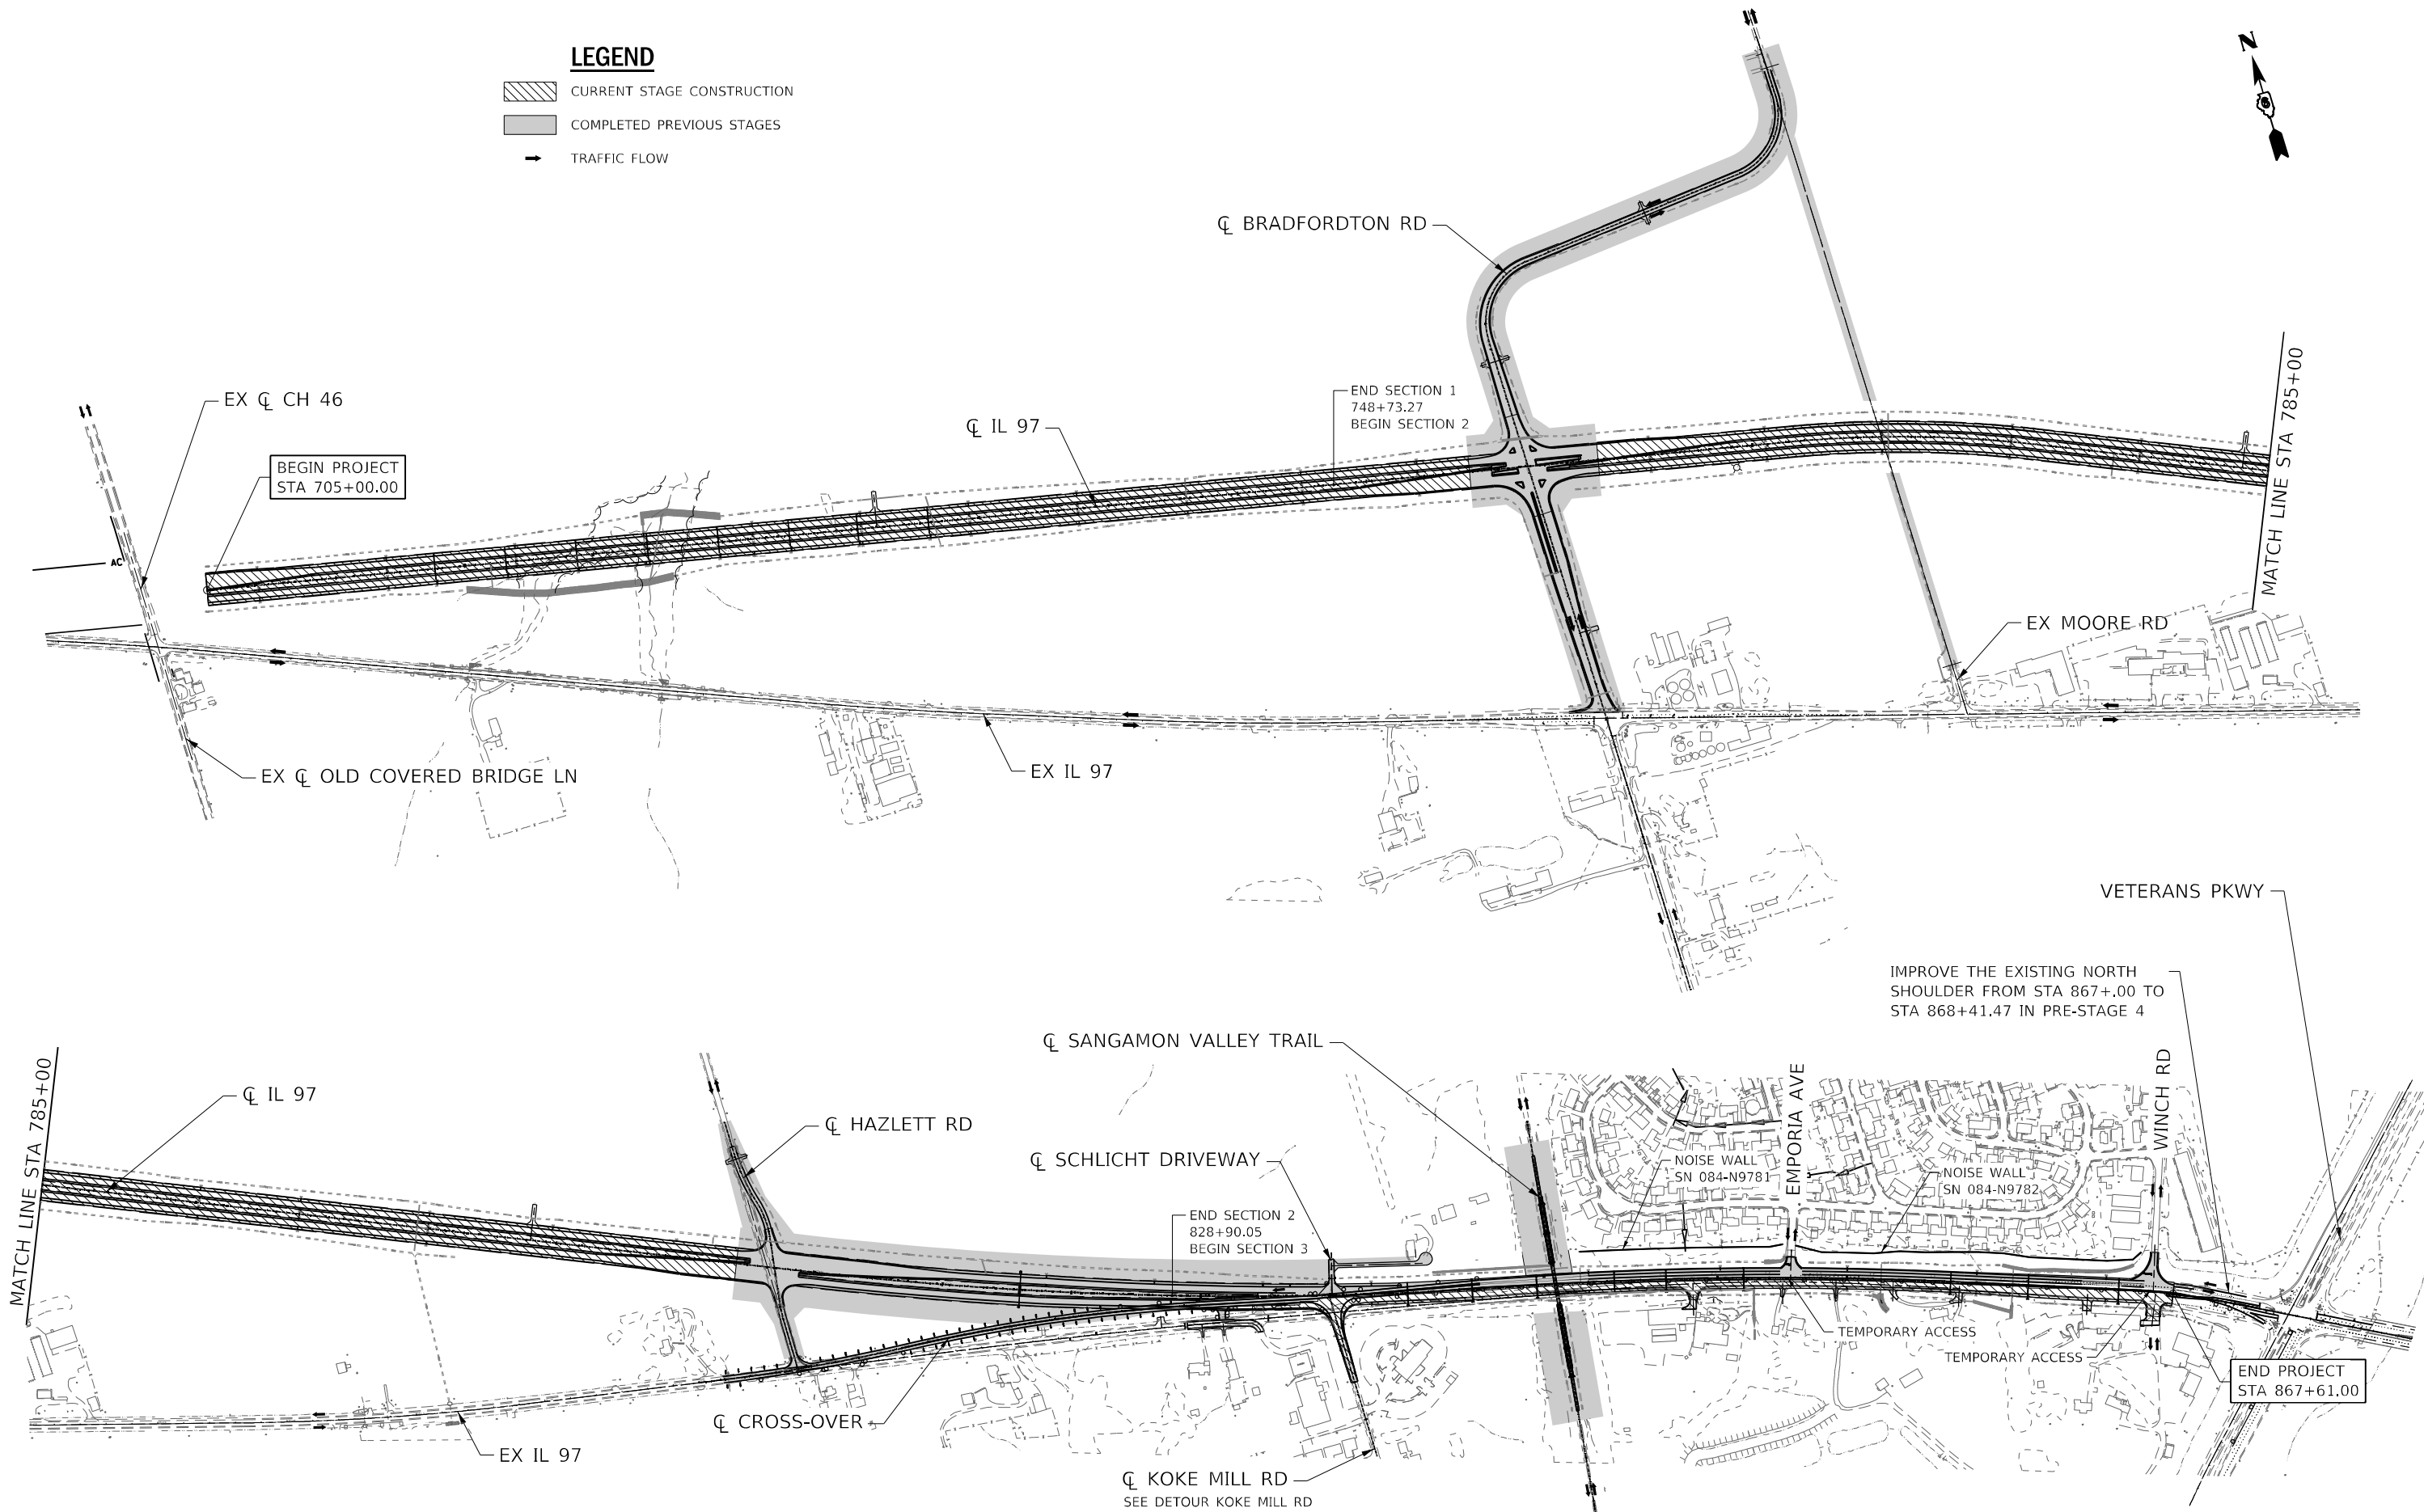 LEGEND
CURRENT STAGE CONSTRUCTION
COMPLETED PREVIOUS STAGES
TRAFFIC FLOW
N
℄ BRADFORDTON RD
EX ℄ CH 46
BEGIN PROJECT
STA 705+00.00
℄ IL 97
END SECTION 1
748+73.27
BEGIN SECTION 2
MATCH LINE STA 785+00
AC
EX MOORE RD
EX ℄ OLD COVERED BRIDGE LN
EX IL 97
VETERANS PKWY
IMPROVE THE EXISTING NORTH
SHOULDER FROM STA 867+.00 TO
STA 868+41.47 IN PRE-STAGE 4
MATCH LINE STA 785+00
℄ IL 97
℄ HAZLETT RD
℄ SANGAMON VALLEY TRAIL
℄ SCHLICHT DRIVEWAY
END SECTION 2
828+90.05
BEGIN SECTION 3
NOISE WALL
SN 084-N9781
EMPORIA AVE
NOISE WALL
SN 084-N9782
WINCH RD
TEMPORARY ACCESS
TEMPORARY ACCESS
END PROJECT
STA 867+61.00
℄ CROSS-OVER
EX IL 97
℄ KOKE MILL RD
SEE DETOUR KOKE MILL RD